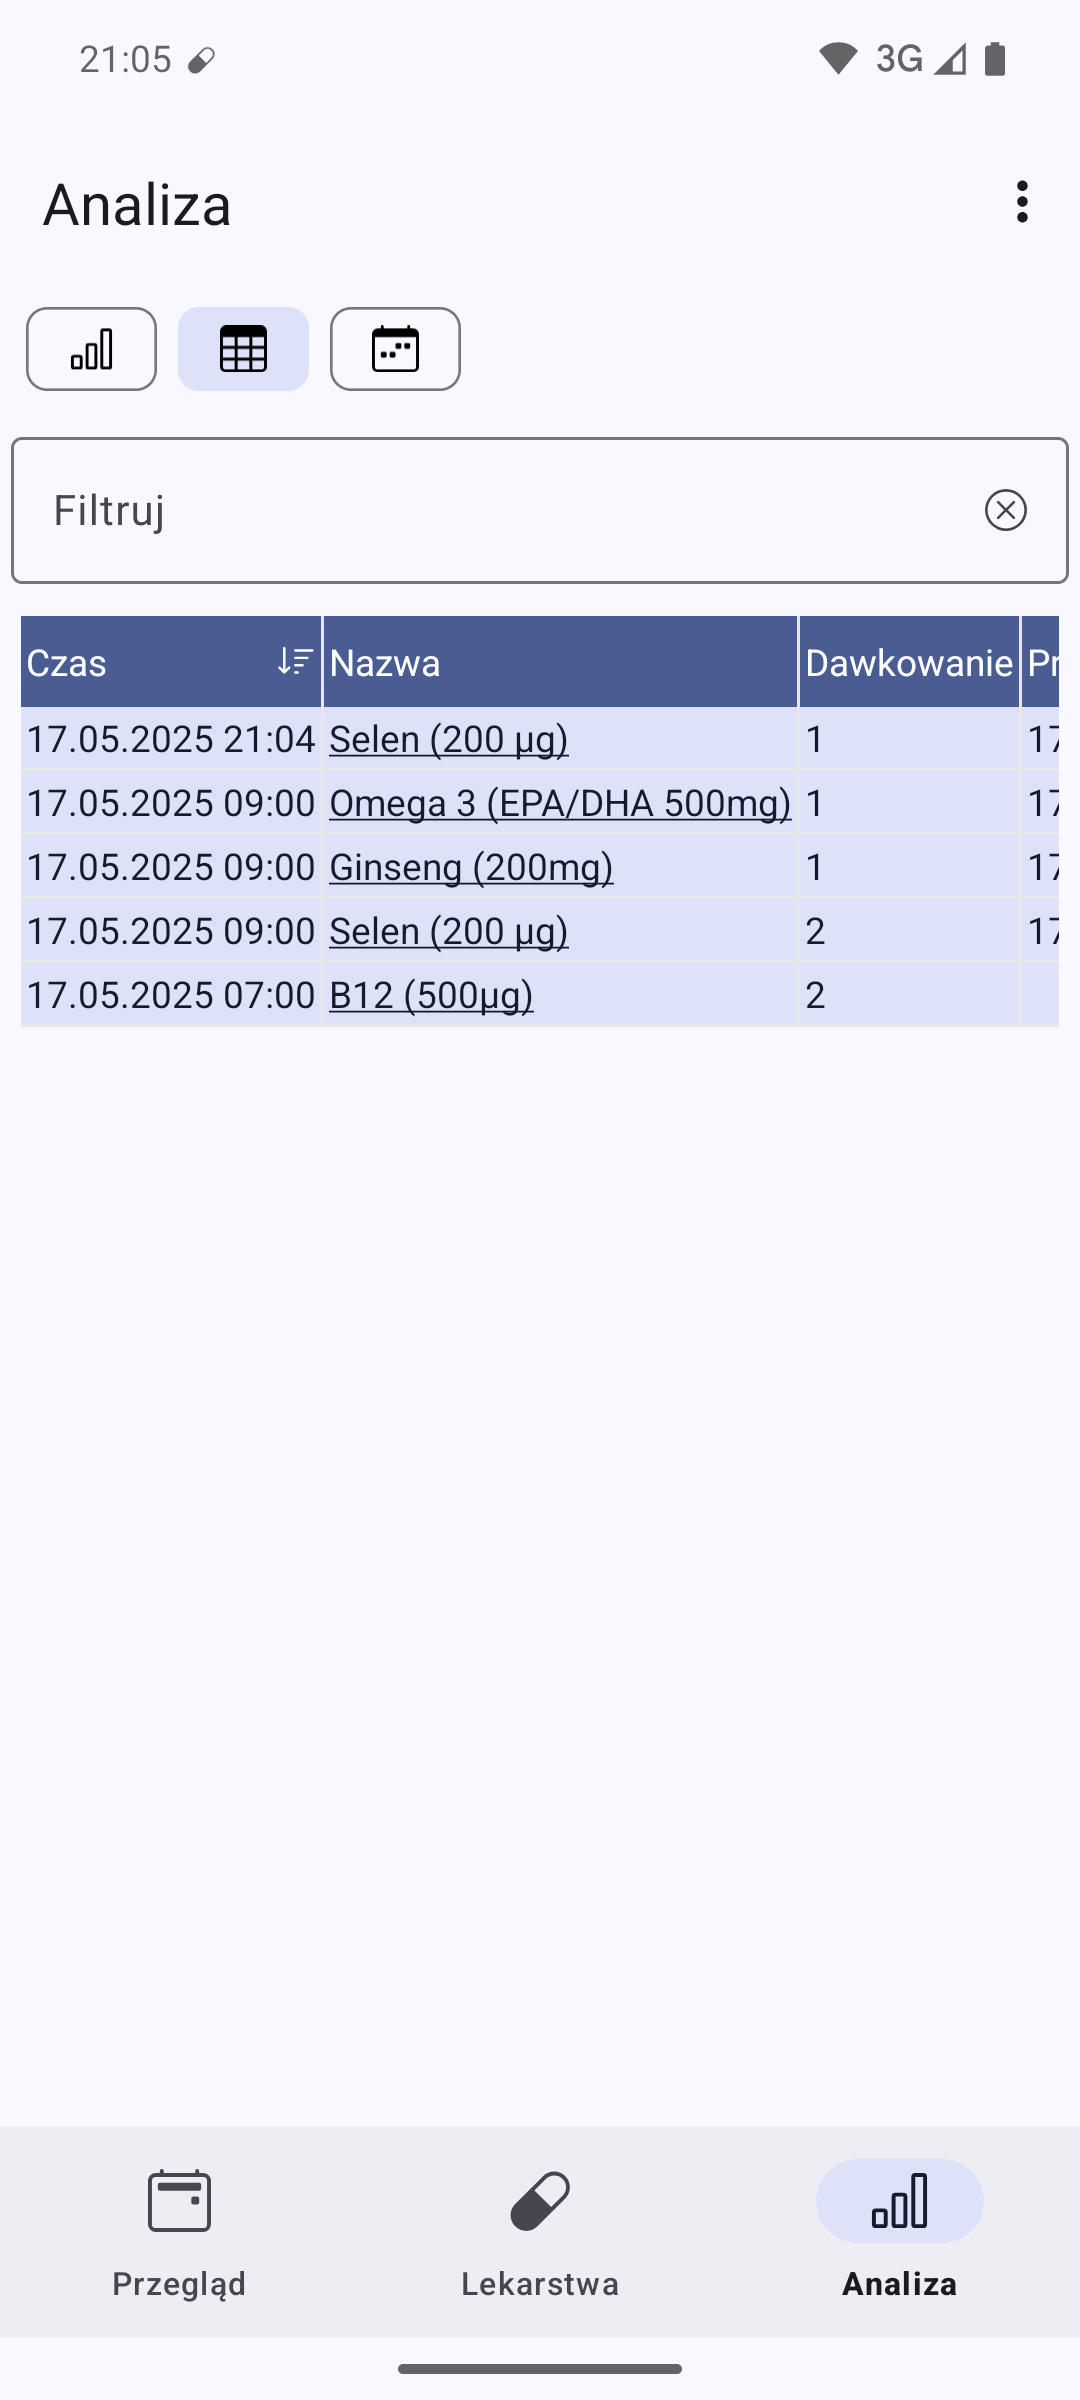 21:05
3G
Analiza
Filtruj
Czas Nazwa Dawkowanie Pr
17.05.2025 21:04 Selen (200 µg) 1 17
17.05.2025 09:00 Omega 3 (EPA/DHA 500mg) 1 17
17.05.2025 09:00 Ginseng (200mg) 1 17
17.05.2025 09:00 Selen (200 µg) 2 17
17.05.2025 07:00 B12 (500µg) 2
Przegląd Lekarstwa Analiza